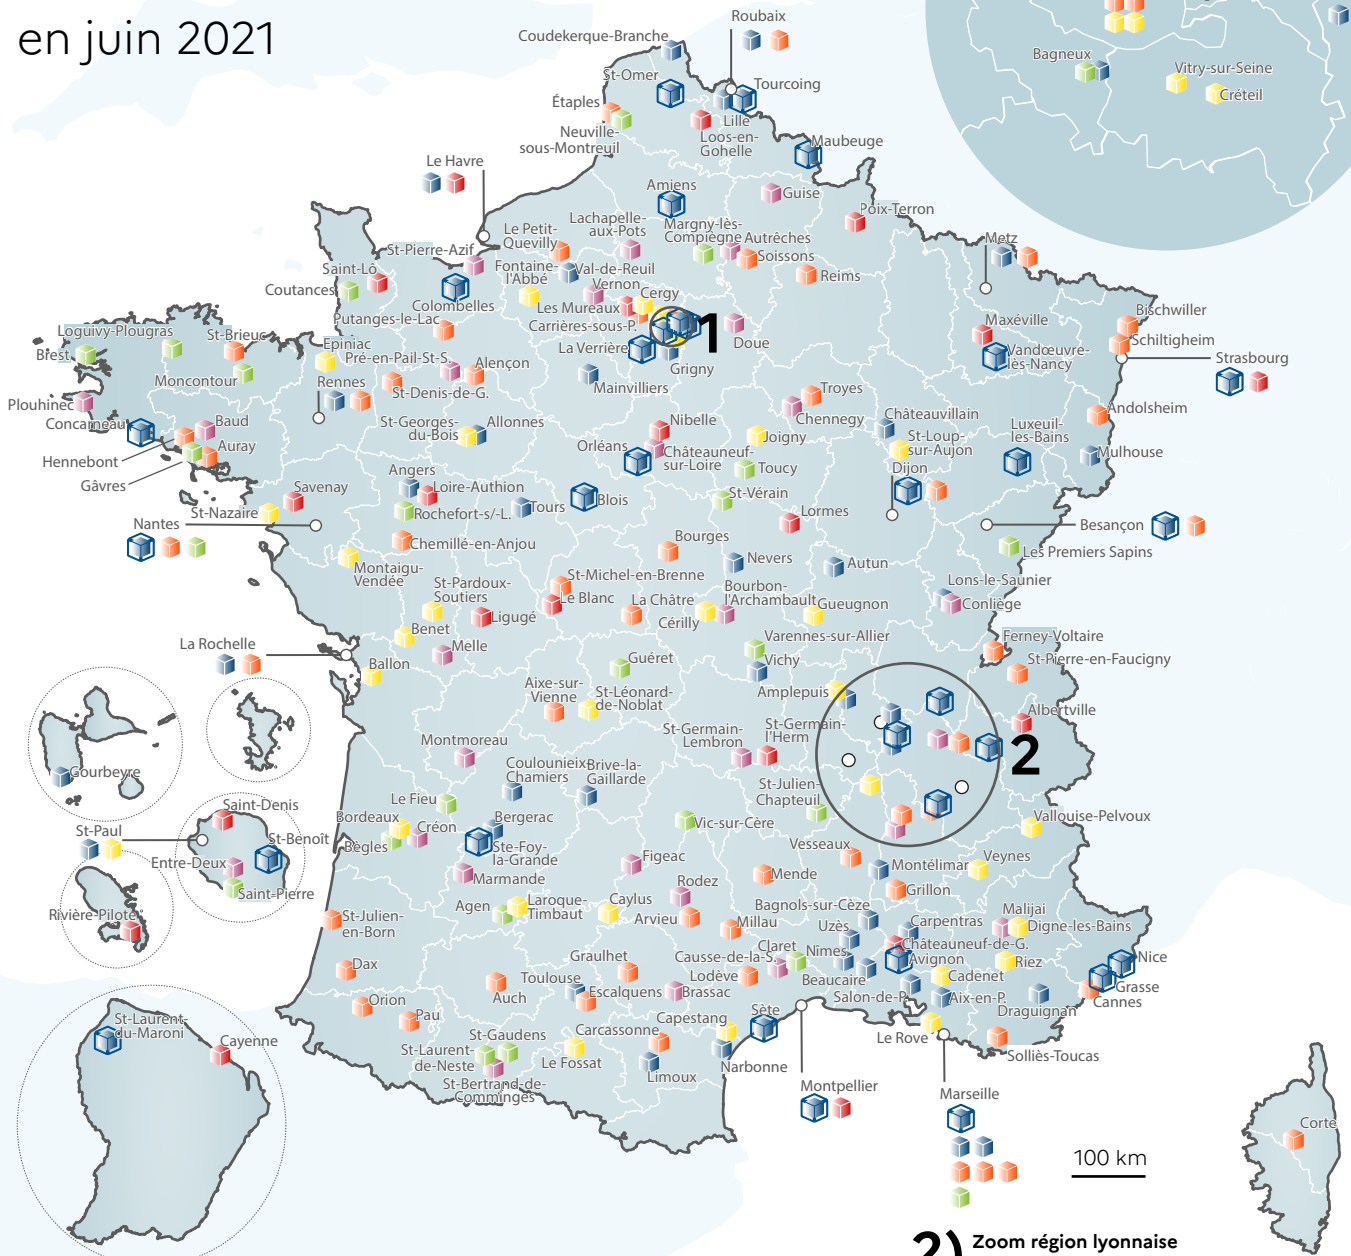 en juin 2021
Roubaix
Coudekerque-Branche
St-Omer
Tourcoing
Bagneux
Vitry-sur-Seine
Créteil
Étaples
Lille
Neuville-
sous-Montreuil
Loos-en-
Gohelle
Maubeuge
Le Havre
Amiens
Guise
Poix-Terron
Lachapelle-
aux-Pots
Margny-lès-
Compiègne
Autrêches
Soissons
Metz
Le Petit-
Quevilly
St-Pierre-Azif
Fontaine-
l'Abbé
Val-de-Reuil
Vernon
Reims
Saint-Lô
Coutances
Colombelles
Les Mureaux
Cergy
Carrières-sous-P.
1
Bischwiller
Schiltigheim
Maxéville
Putanges-le-Lac
Loguivy-Plougras
St-Brieuc
Epiniac
Brest
La Verrière
Doue
Vandœuvre-
lès-Nancy
Strasbourg
Pré-en-Pail-St-S.
Alençon
Grigny
Moncontour
Rennes
St-Denis-de-G.
Mainvilliers
Troyes
Plouhinec
Concarneau
Baud
Chennegy
Châteauvillain
Andolsheim
St-Georges-
du-Bois
Allonnes
Nibelle
Luxeuil-
les-Bains
Hennebont
Auray
Orléans
Châteauneuf-
sur-Loire
Joigny
St-Loup-
sur-Aujon
Mulhouse
Gâvres
Angers
Toucy
Dijon
Loire-Authion
Savenay
St-Nazaire
Rochefort-s/-L.
Tours
Blois
St-Vérain
Lormes
Nantes
Besançon
Chemillé-en-Anjou
Bourges
Les Premiers Sapins
Montaigu-
Vendée
Nevers
Autun
St-Pardoux-
Soutiers
St-Michel-en-Brenne
Bourbon-
l'Archambault
Lons-le-Saunier
Le Blanc
La Châtre
Conliège
Ligugé
Cérilly
Gueugnon
Benet
Varennes-sur-Allier
Ferney-Voltaire
La Rochelle
Melle
Guéret
Vichy
St-Pierre-en-Faucigny
Ballon
Aixe-sur-
Vienne
St-Léonard-
de-Noblat
Amplepuis
Albertville
St-Germain-
Lembron
St-Germain-
l'Herm
Montmoreau
2
Gourbeyre
Coulounieix-
Chamiers
Brive-la-
Gaillarde
St-Julien-
Chapteuil
Le Fieu
Saint-Denis
Bordeaux
Créon
Bergerac
Vic-sur-Cère
Vallouise-Pelvoux
St-Paul
St-Benoît
Bègles
Ste-Foy-
la-Grande
Vesseaux
Entre-Deux
Figeac
Montélimar
Veynes
Marmande
Mende
Saint-Pierre
Rodez
Grillon
Rivière-Pilote
Agen
Laroque-
Timbaut
Caylus
Bagnols-sur-Cèze
Malijai
St-Julien-
en-Born
Arvieu
Millau
Uzès
Carpentras
Digne-les-Bains
Claret
Nîmes
Châteauneuf-de-G.
Graulhet
Causse-de-la-S.
Avignon
Riez
Nice
Dax
Toulouse
Lodève
Beaucaire
Cadenet
Grasse
Auch
Escalquens
Brassac
Salon-de-P.
Aix-en-P.
Cannes
Orion
Draguignan
Pau
Capestang
Sète
St-Laurent-
du-Maroni
St-Gaudens
Carcassonne
Le Rove
Cayenne
St-Laurent-
de-Neste
Le Fossat
Solliès-Toucas
Narbonne
Limoux
St-Bertrand-de-
Comminges
Montpellier
Marseille
Corte
100 km
2) Zoom région lyonnaise